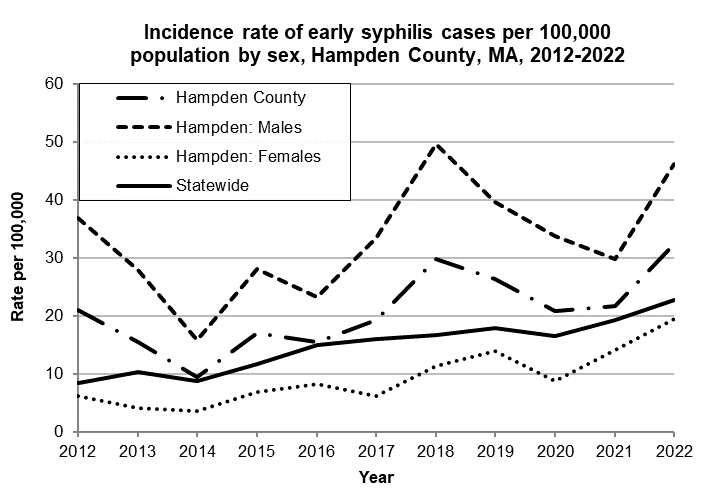 Incidence rate of early syphilis cases per 100,000
population by sex, Hampden County, MA, 2012-2022
60
50
40
30
20
10
0
Rate per 100,000
Hampden County
Hampden: Males
Hampden: Females
Statewide
2012 2013 2014 2015 2016 2017 2018 2019 2020 2021 2022
Year